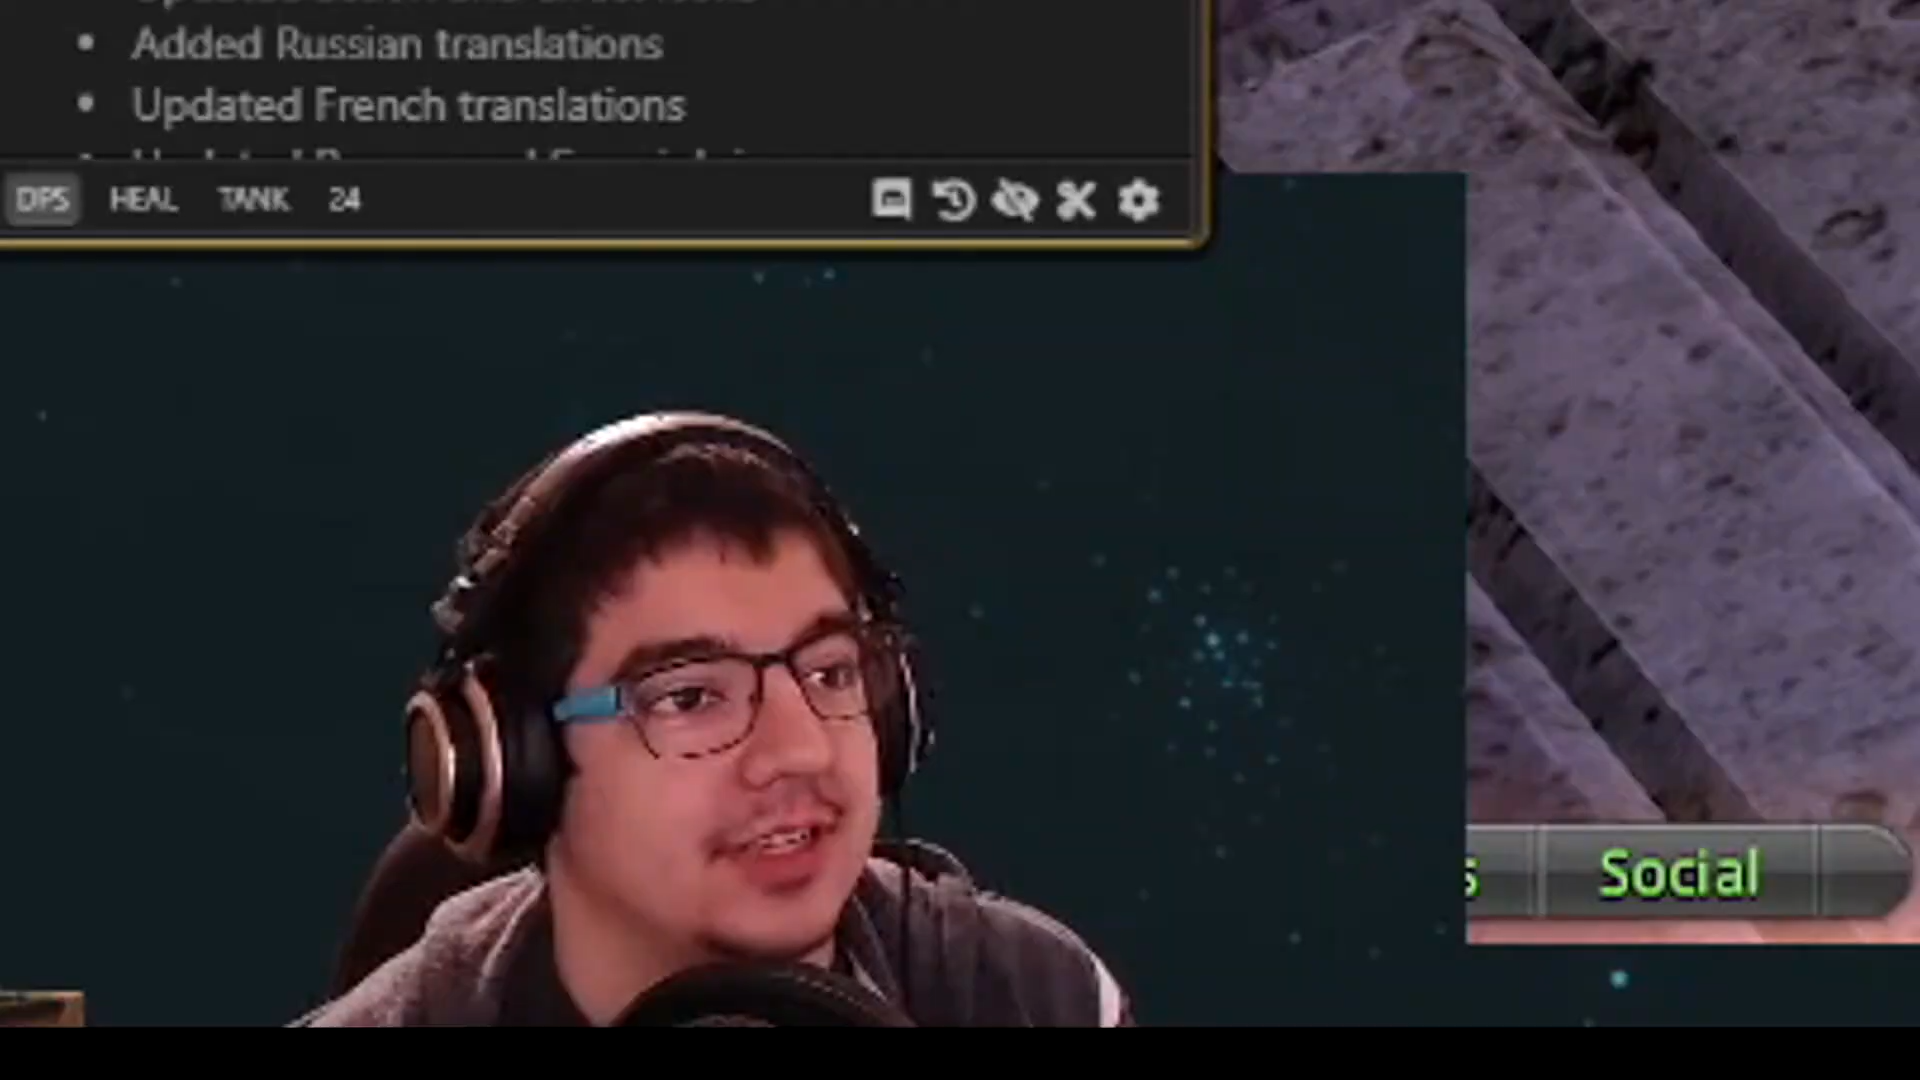 Added Russian translations
Updated French translations
DPS HEAL TANK 24
s Social